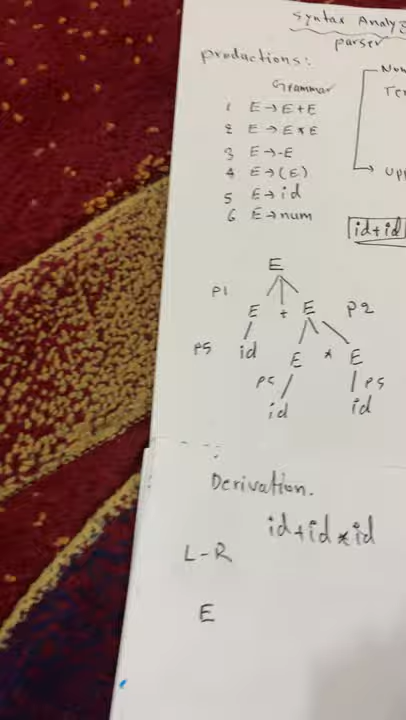 Syntax Analy
parser
productions:
Grammar
1 E → E + E
2 E → E * E
3 E → -E
4 E → (E)
5 E → id
6 E → num
id + id
E
P1 E + E P2
P5 id E * E
P5 P5
id id
Derivation.
id + id * id
L - R
E